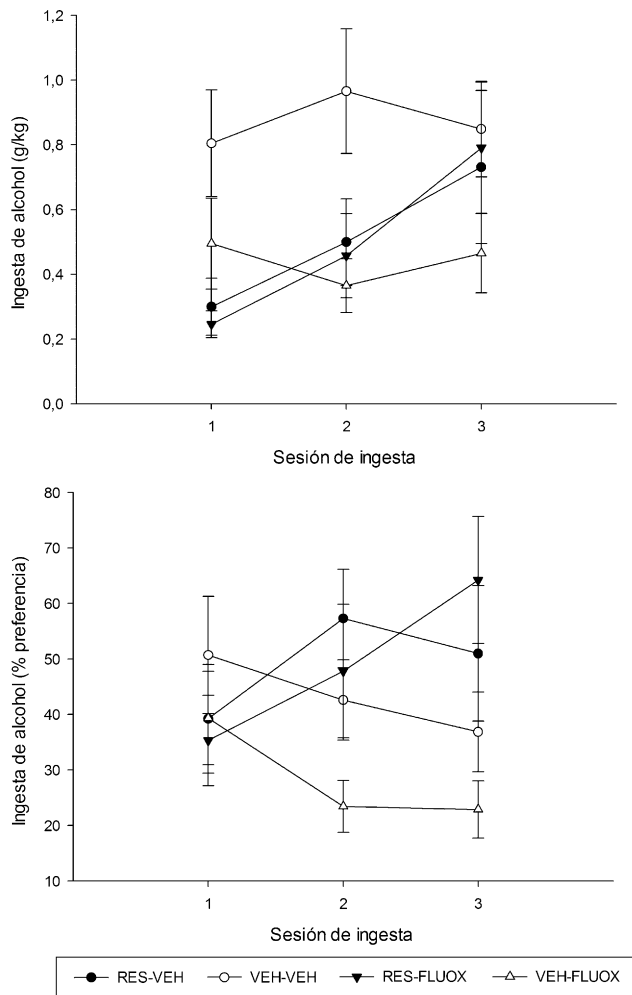 Ingesta de alcohol (g/kg)
1,2
1,0
0,8
0,6
0,4
0,2
0,0
1 2 3
Sesión de ingesta
Ingesta de alcohol (% preferencia)
80
70
60
50
40
30
20
10
1 2 3
Sesión de ingesta
RES-VEH VEH-VEH RES-FLUOX VEH-FLUOX